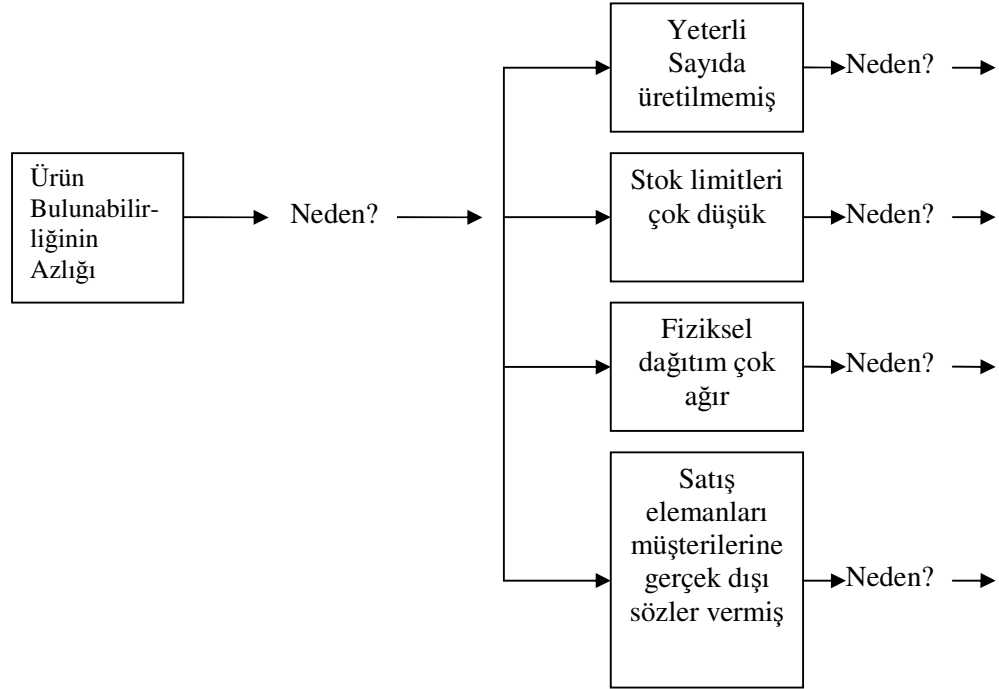 Ürün
Bulunabilir-
liğinin
Azlığı
Neden?
Yeterli
Sayıda
üretilmemiş
Neden?
Stok limitleri
çok düşük
Neden?
Fiziksel
dağıtım çok
ağır
Neden?
Satış
elemanları
müşterilerine
gerçek dışı
sözler vermiş
Neden?